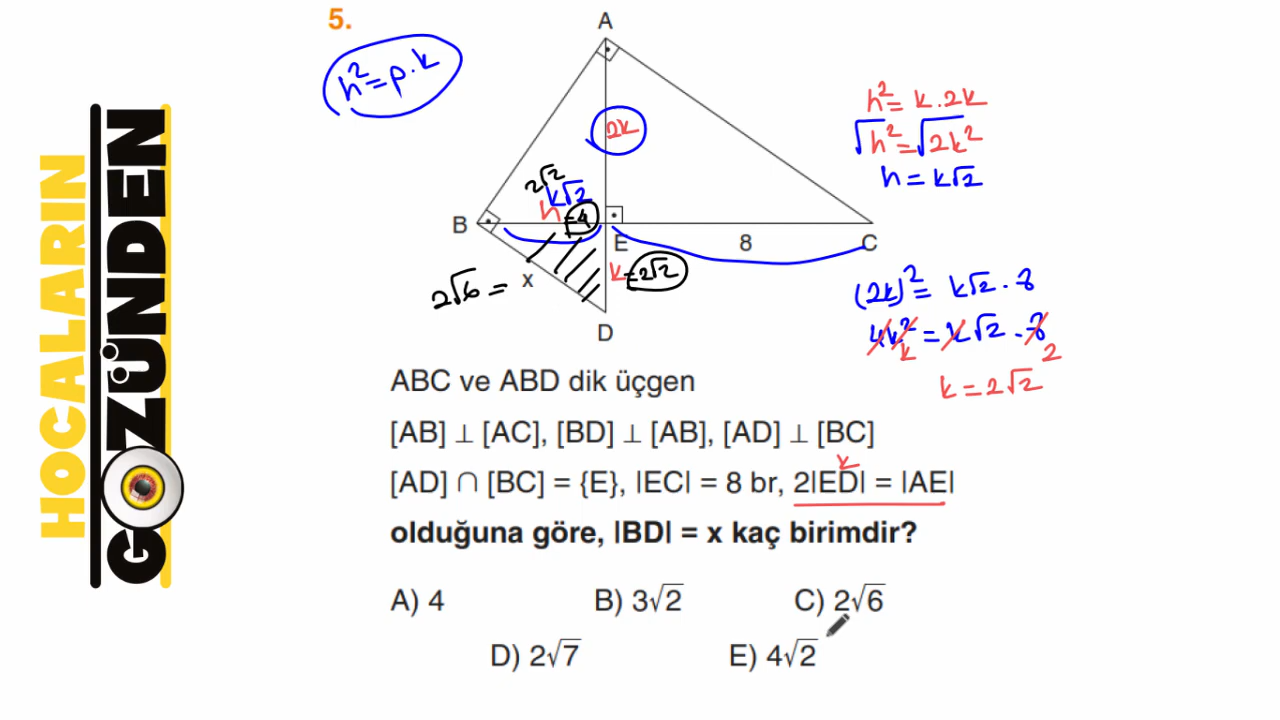 HOCALARIN
GÖZÜNDEN
5.
h² = p.k
A
2k
2√2
k√2
h = 4
B
E
8
C
k = 2√2
2√6 = x
D
h² = k.2k
√h² = √2k²
h = k√2
(2k)² = k√2 . 8
4k² = k√2 . 8
k
2
k = 2√2
ABC ve ABD dik üçgen
[AB] ⊥ [AC], [BD] ⊥ [AB], [AD] ⊥ [BC]
k
[AD] ∩ [BC] = {E}, |EC| = 8 br, 2|ED| = |AE|
olduğuna göre, |BD| = x kaç birimdir?
A) 4 B) 3√2 C) 2√6
D) 2√7 E) 4√2